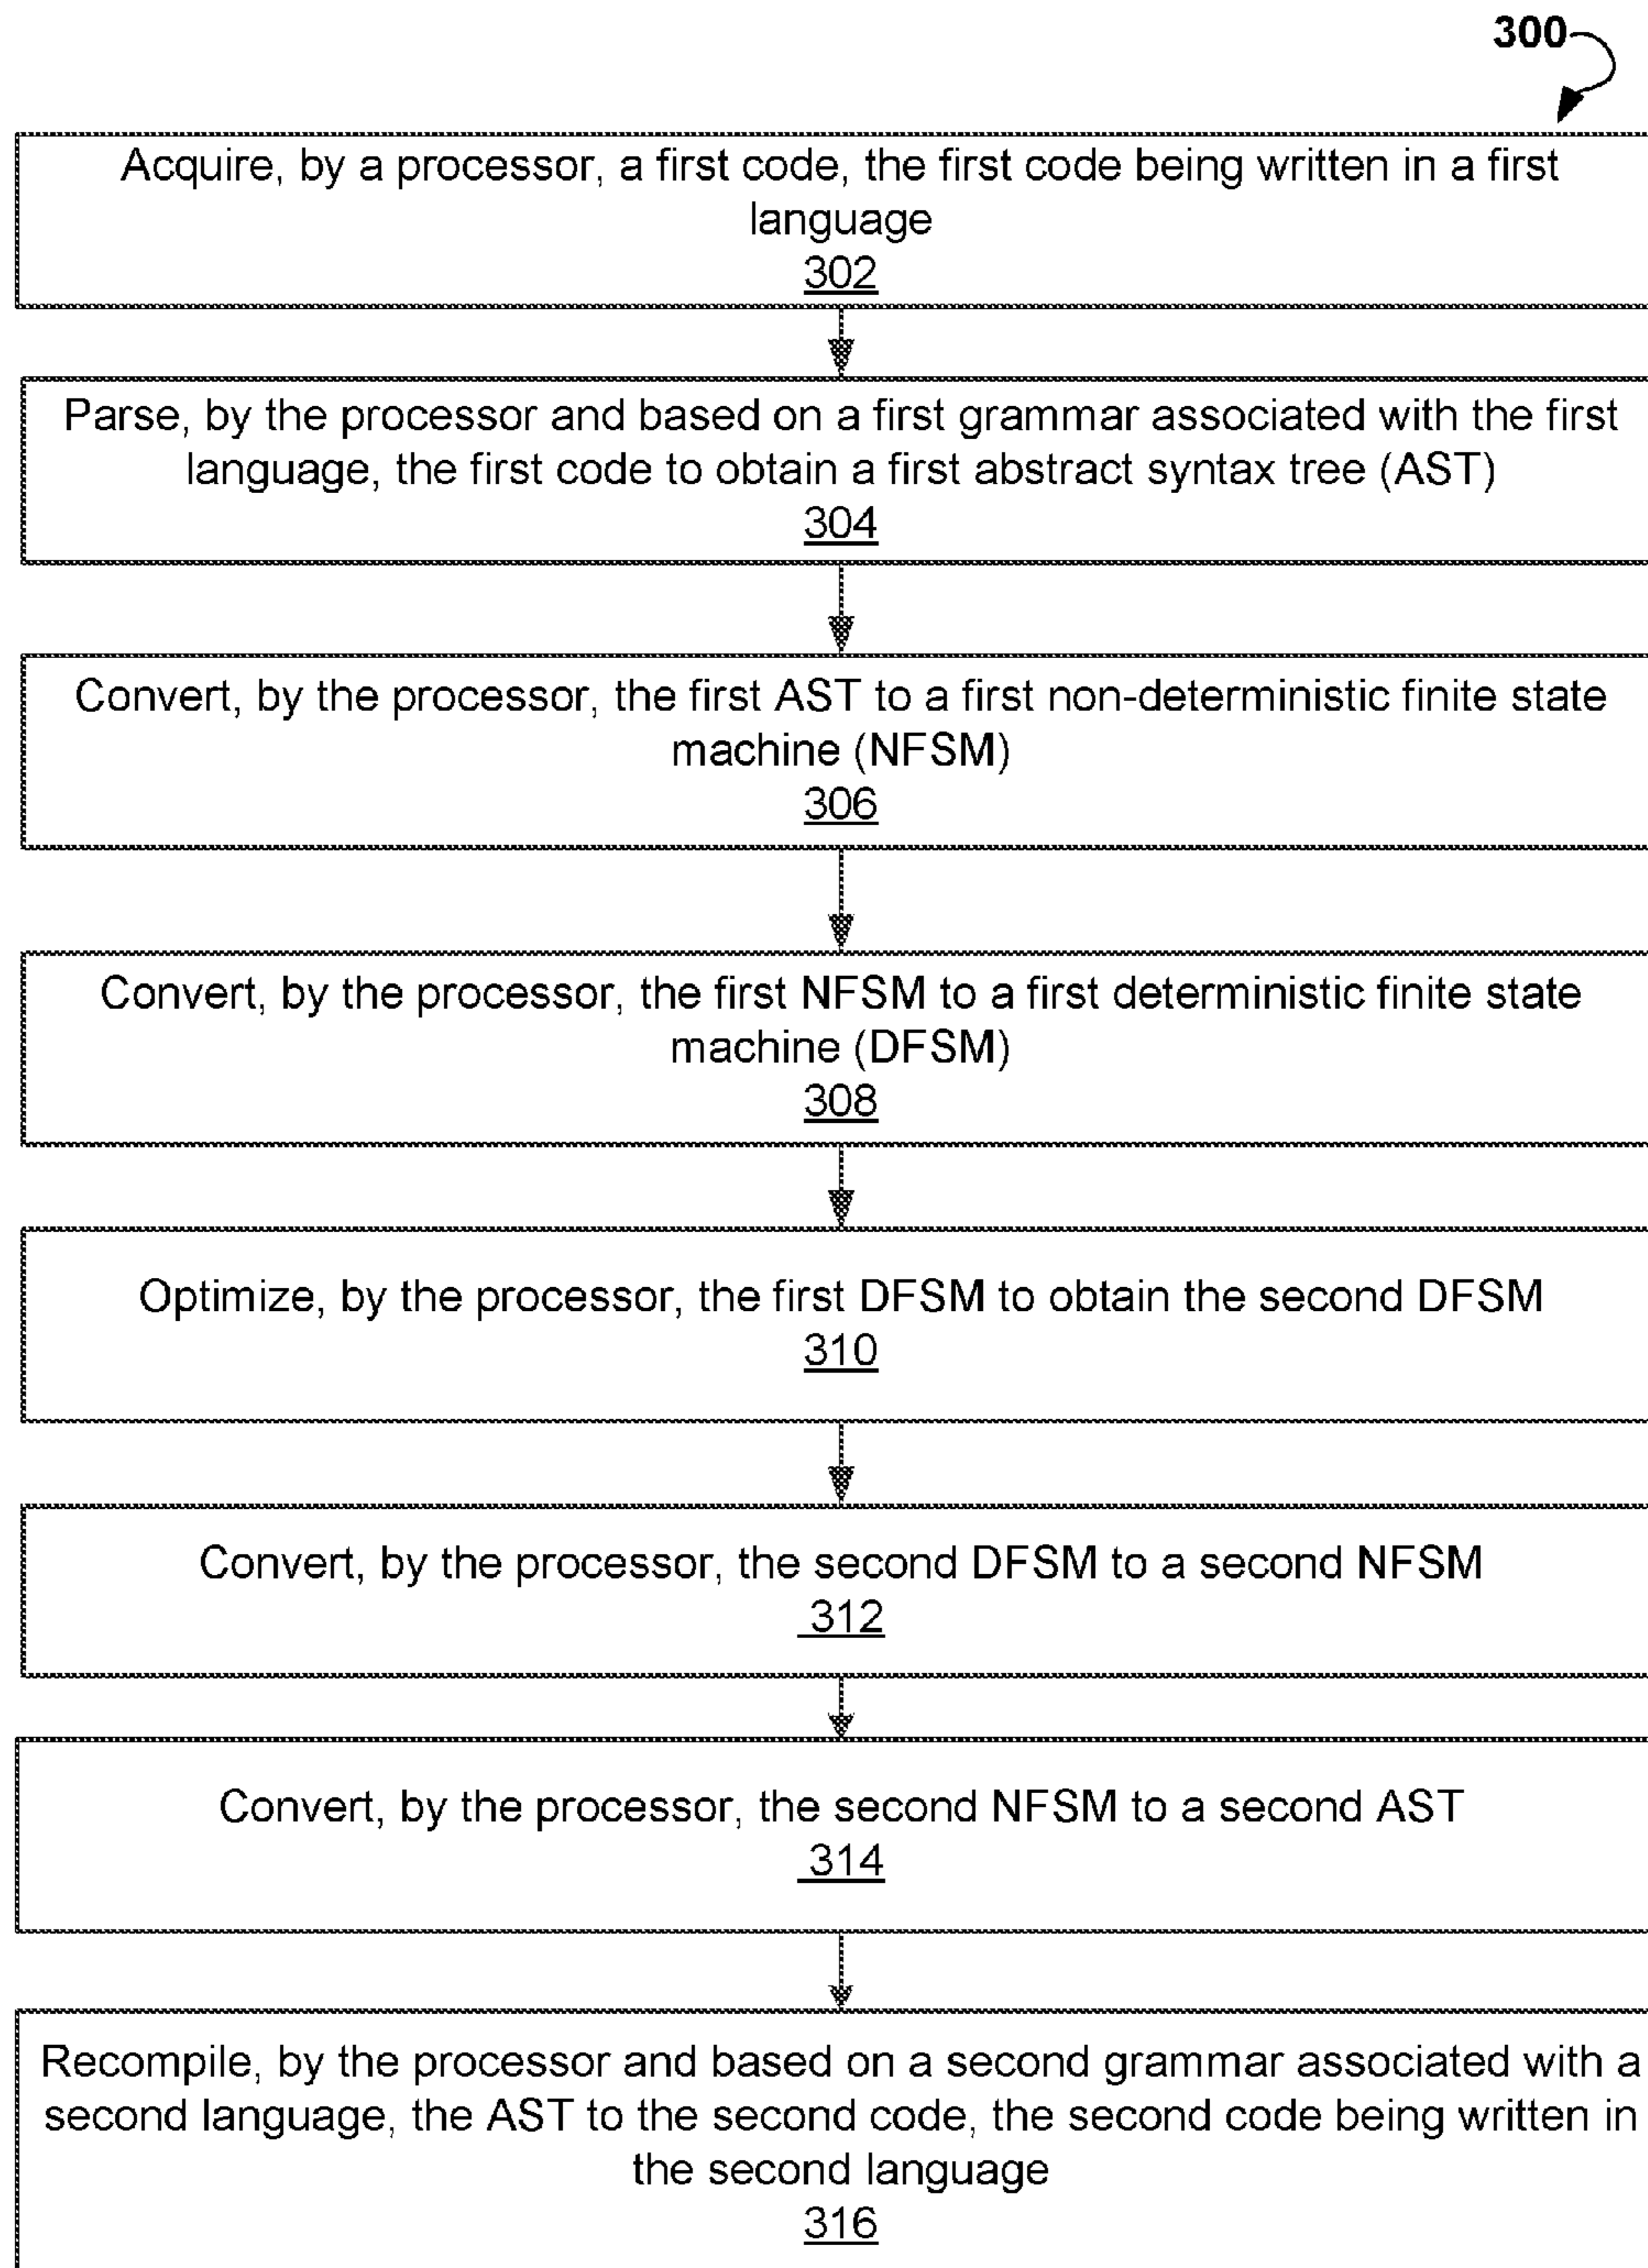 300
Acquire, by a processor, a first code, the first code being written in a first
language
302
Parse, by the processor and based on a first grammar associated with the first
language, the first code to obtain a first abstract syntax tree (AST)
304
Convert, by the processor, the first AST to a first non-deterministic finite state
machine (NFSM)
306
Convert, by the processor, the first NFSM to a first deterministic finite state
machine (DFSM)
308
Optimize, by the processor, the first DFSM to obtain the second DFSM
310
Convert, by the processor, the second DFSM to a second NFSM
312
Convert, by the processor, the second NFSM to a second AST
314
Recompile, by the processor and based on a second grammar associated with a
second language, the AST to the second code, the second code being written in
the second language
316